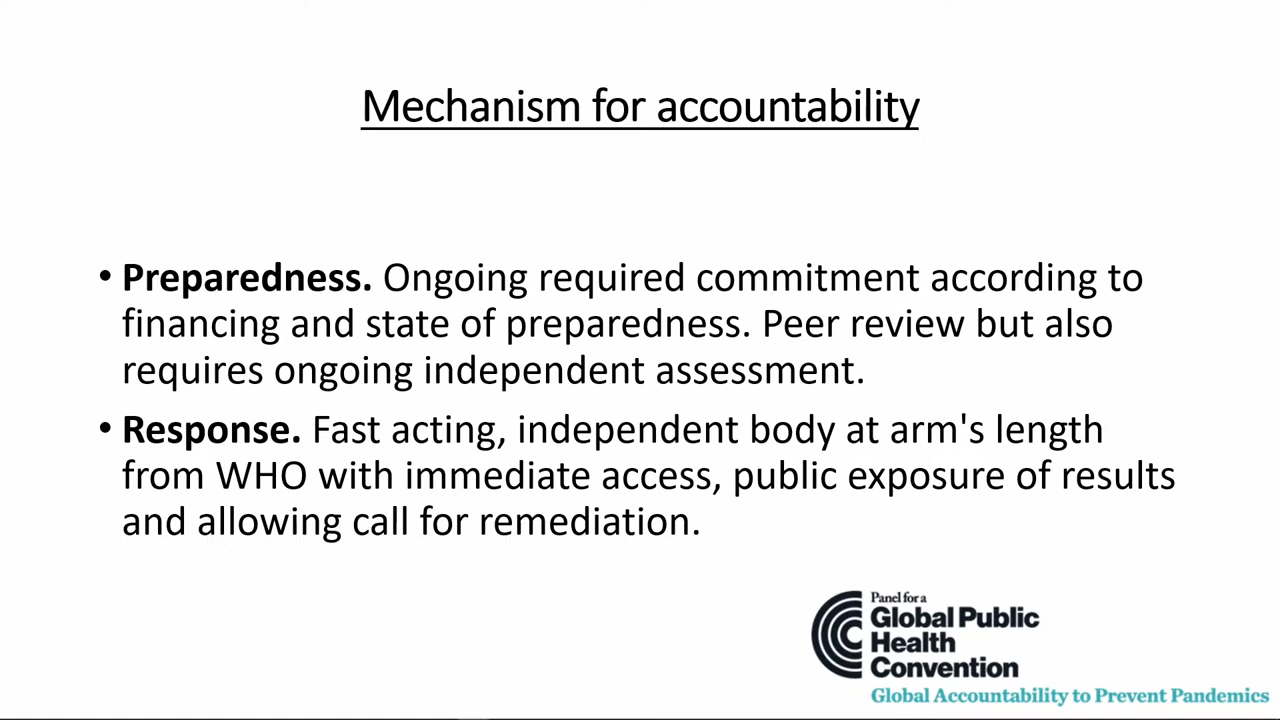 Mechanism for accountability
• Preparedness. Ongoing required commitment according to
financing and state of preparedness. Peer review but also
requires ongoing independent assessment.
• Response. Fast acting, independent body at arm's length
from WHO with immediate access, public exposure of results
and allowing call for remediation.
Panel for a
Global Public
Health
Convention
Global Accountability to Prevent Pandemics